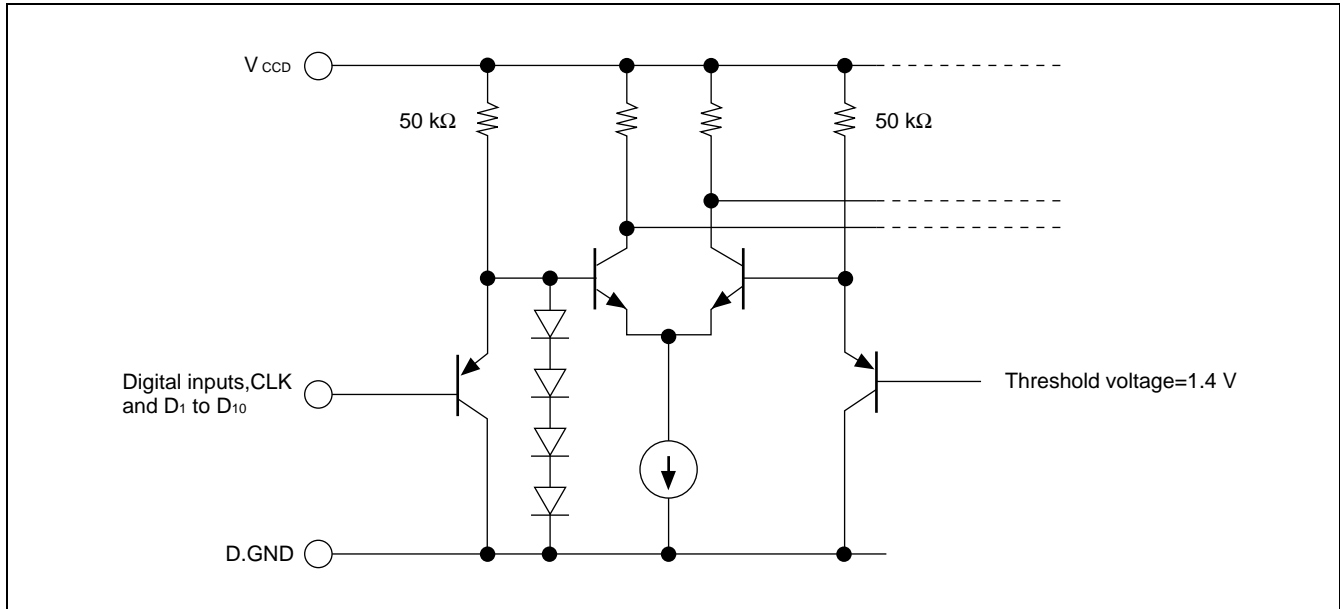 V CCD
50 kΩ
50 kΩ
Digital inputs,CLK
and D1 to D10
Threshold voltage=1.4 V
D.GND